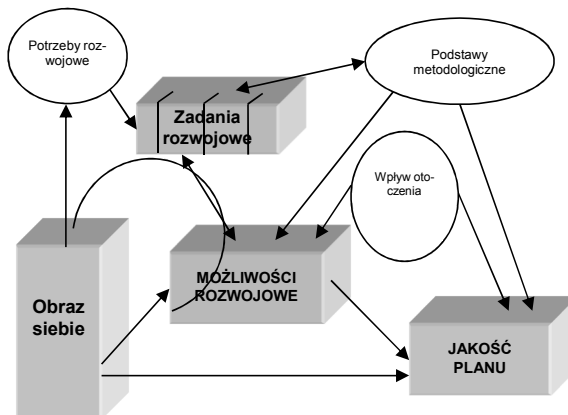 Potrzeby roz-
wojowe
Podstawy
metodologiczne
Zadania
rozwojowe
Wpływ oto-
czenia
MOŻLIWOŚCI
ROZWOJOWE
Obraz
siebie
JAKOŚĆ
PLANU